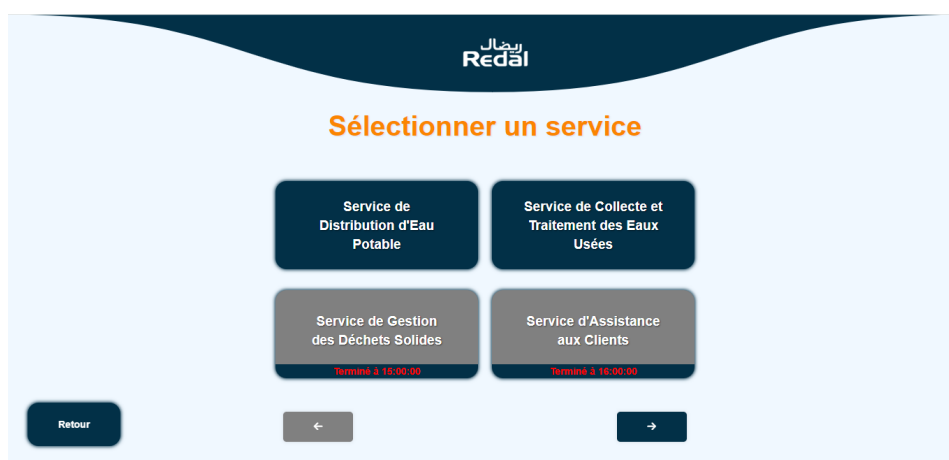 ريضال
Redal
Sélectionner un service
Service de
Distribution d'Eau
Potable
Service de Collecte et
Traitement des Eaux
Usées
Service de Gestion
des Déchets Solides
Terminé à 15:00:00
Service d'Assistance
aux Clients
Terminé à 16:00:00
Retour
←
→